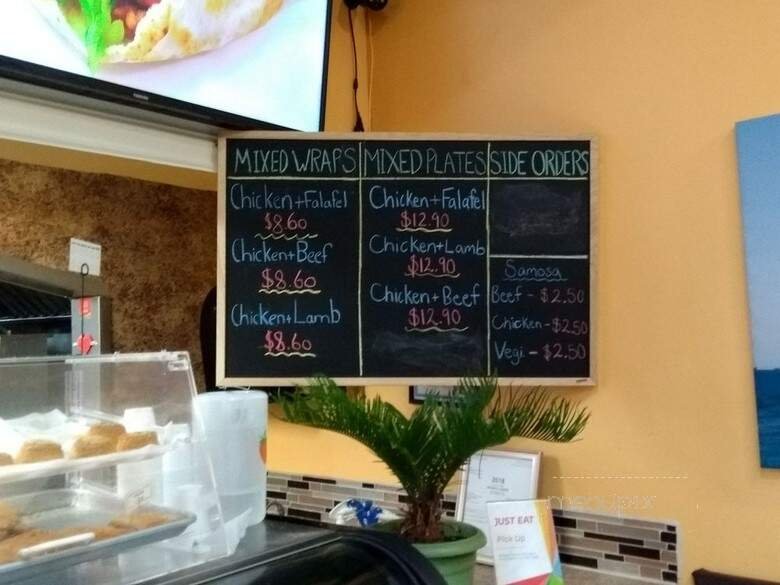 MIXED WRAPS
Chicken+Falafel
$8.60
Chicken+Beef
$8.60
Chicken+Lamb
$8.60
MIXED PLATES
Chicken+Falafel
$12.90
Chicken+Lamb
$12.90
Chicken+Beef
$12.90
SIDE ORDERS
Samosa
Beef - $2.50
Chicken-$2.50
Vegi - $2.50
2018
JUST EAT
Pick Up